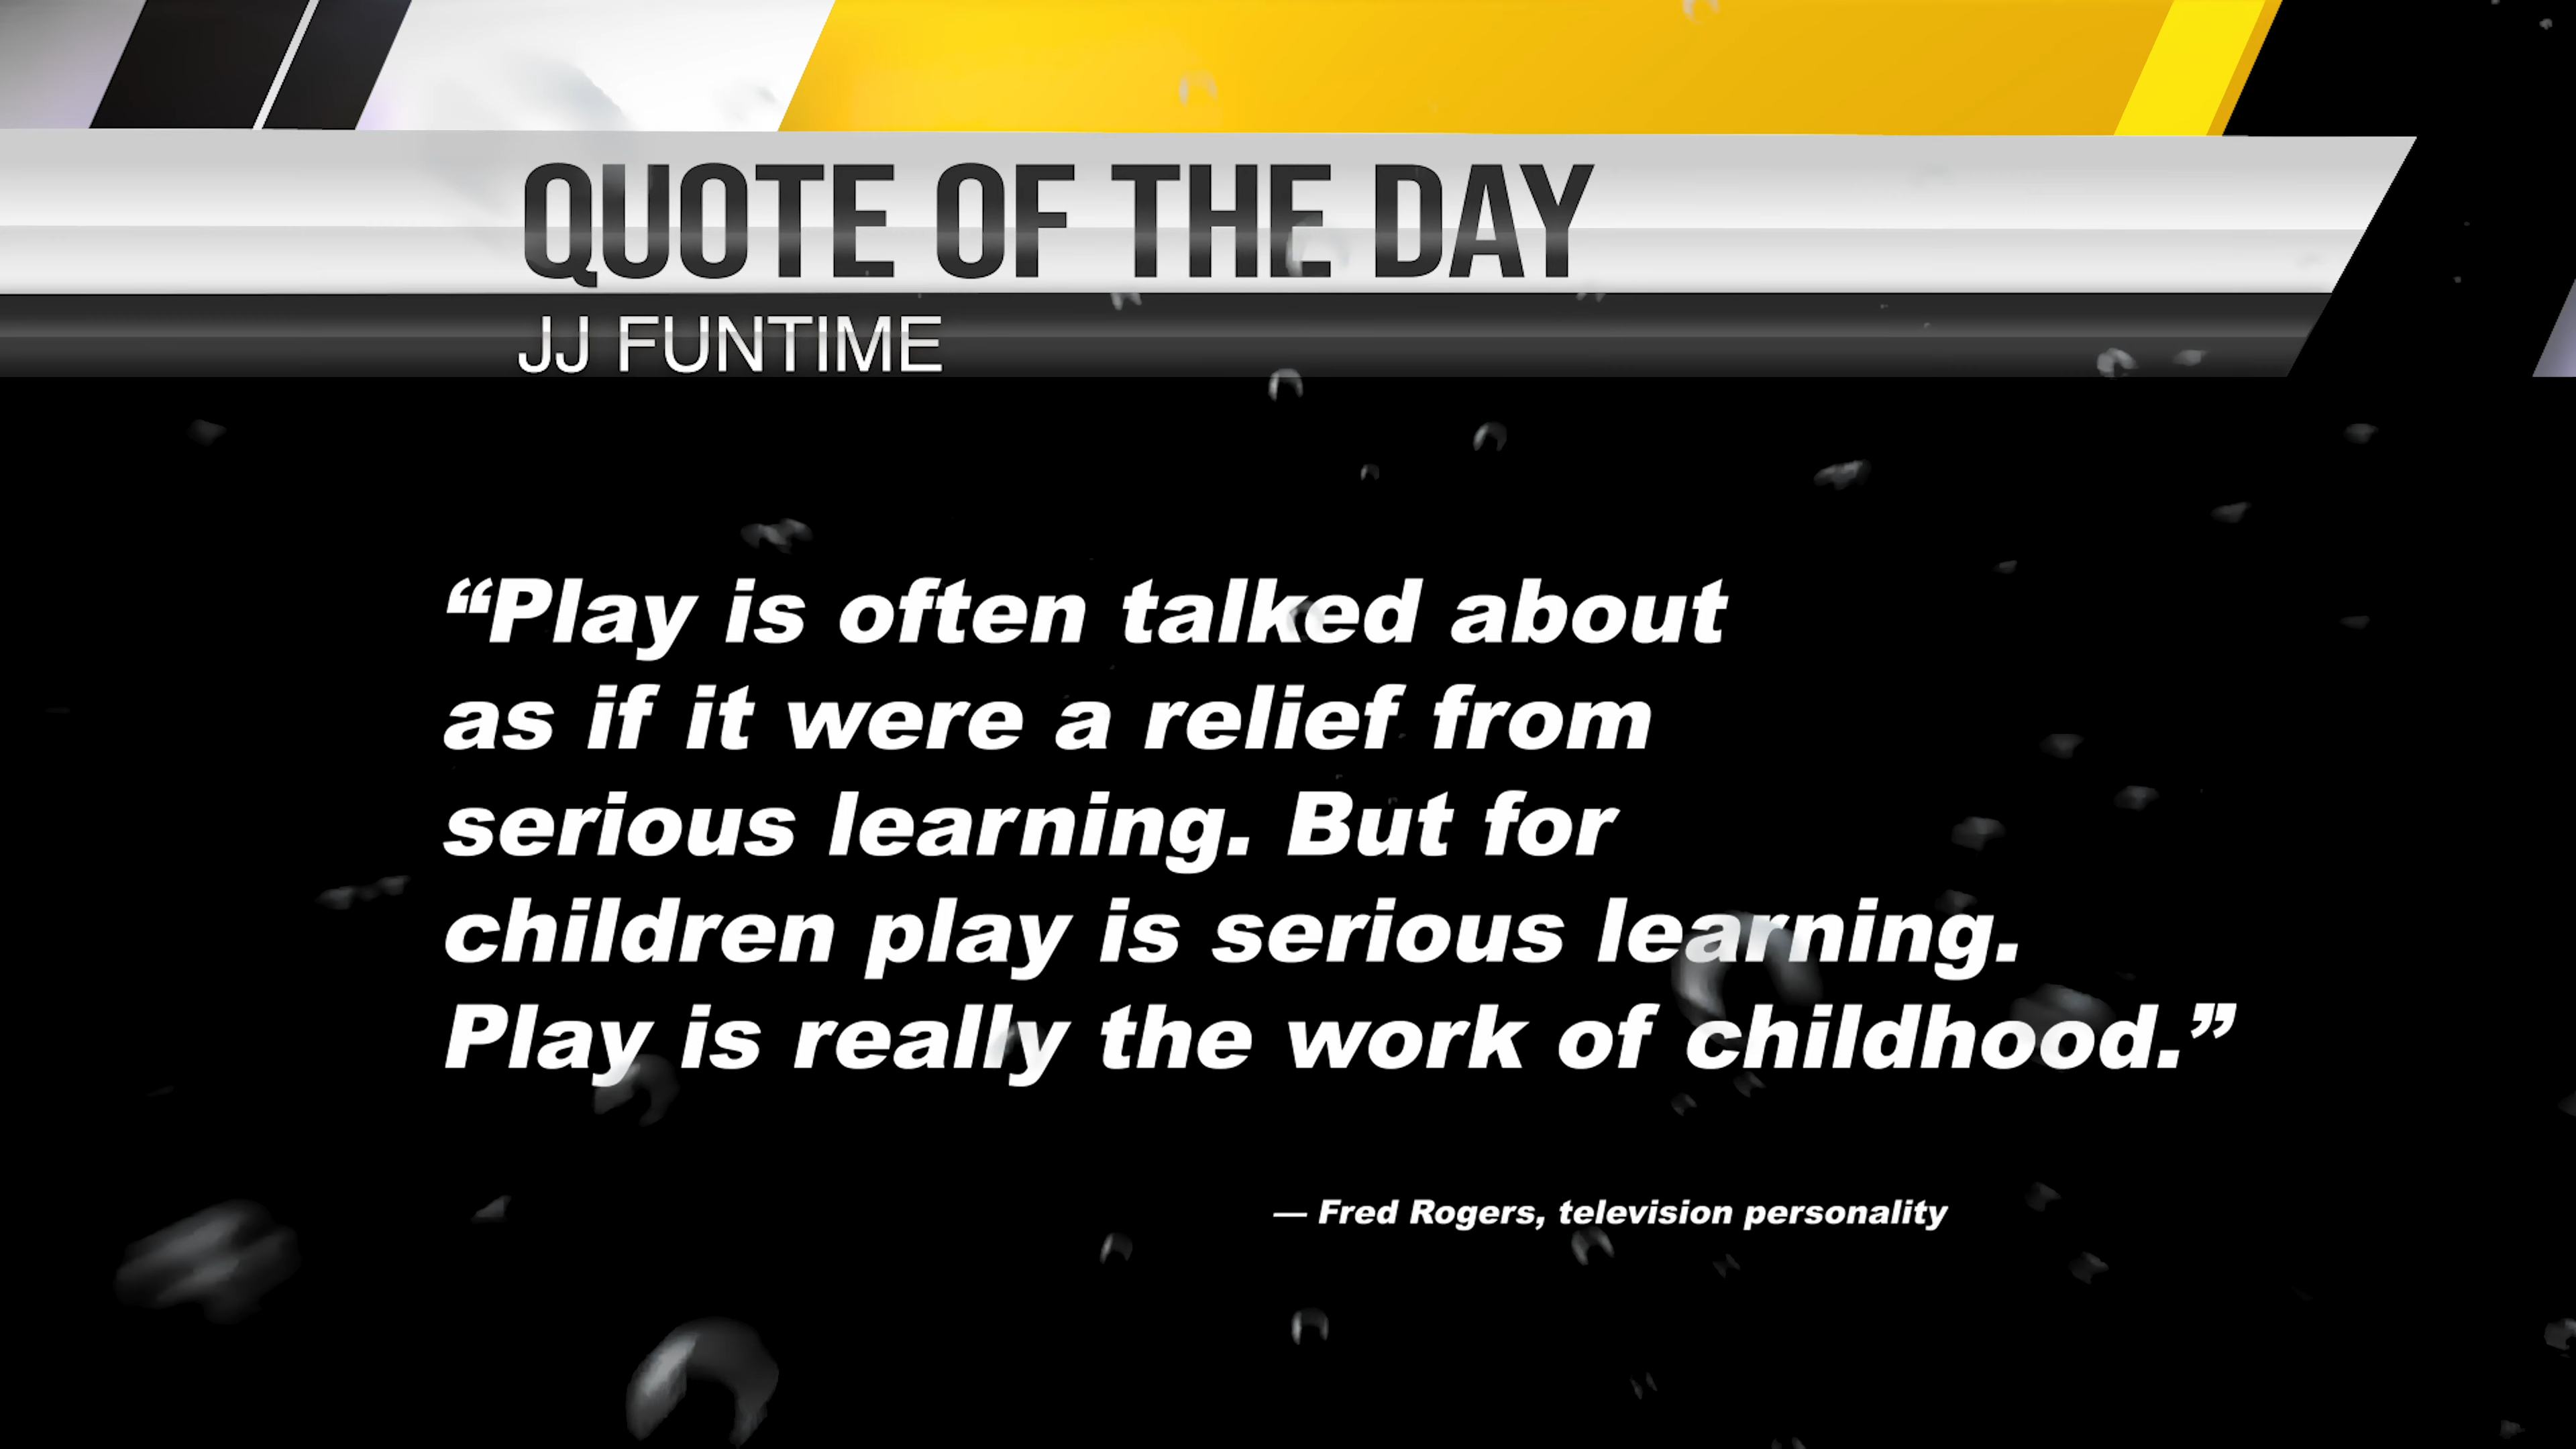 QUOTE OF THE DAY
JJ FUNTIME
“Play is often talked about
as if it were a relief from
serious learning. But for
children play is serious learning.
Play is really the work of childhood.”
— Fred Rogers, television personality